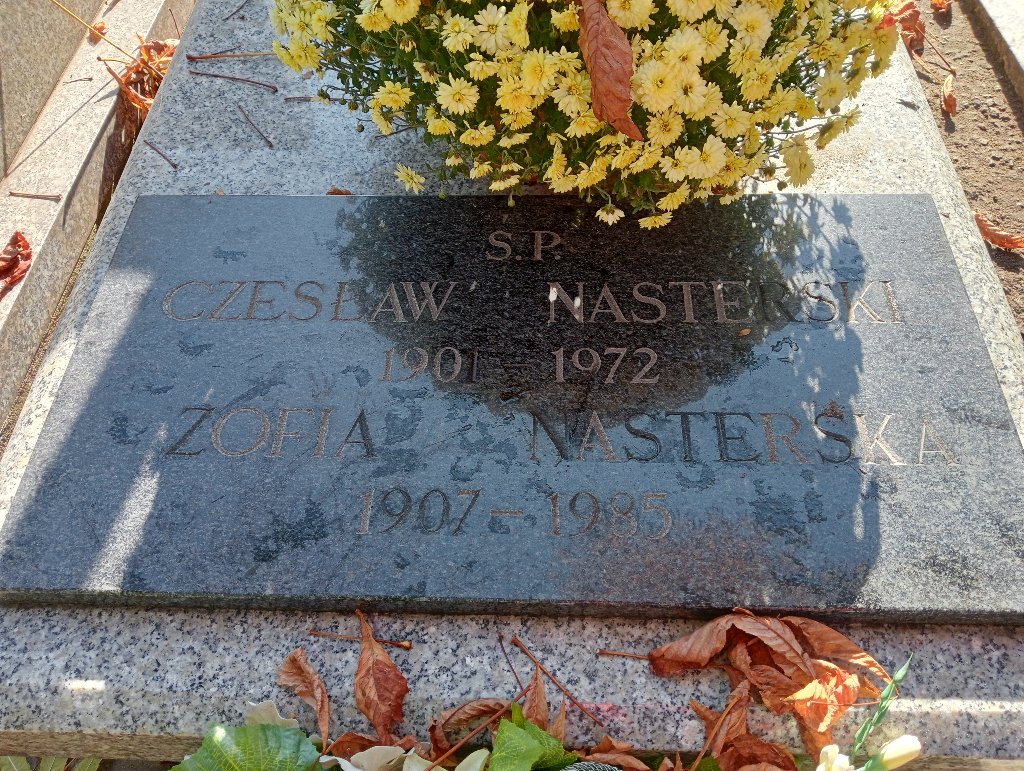 Ś.P.
CZESŁAW NASTERSKI
1901 – 1972
ZOFIA NASTERSKA
1907 – 1985